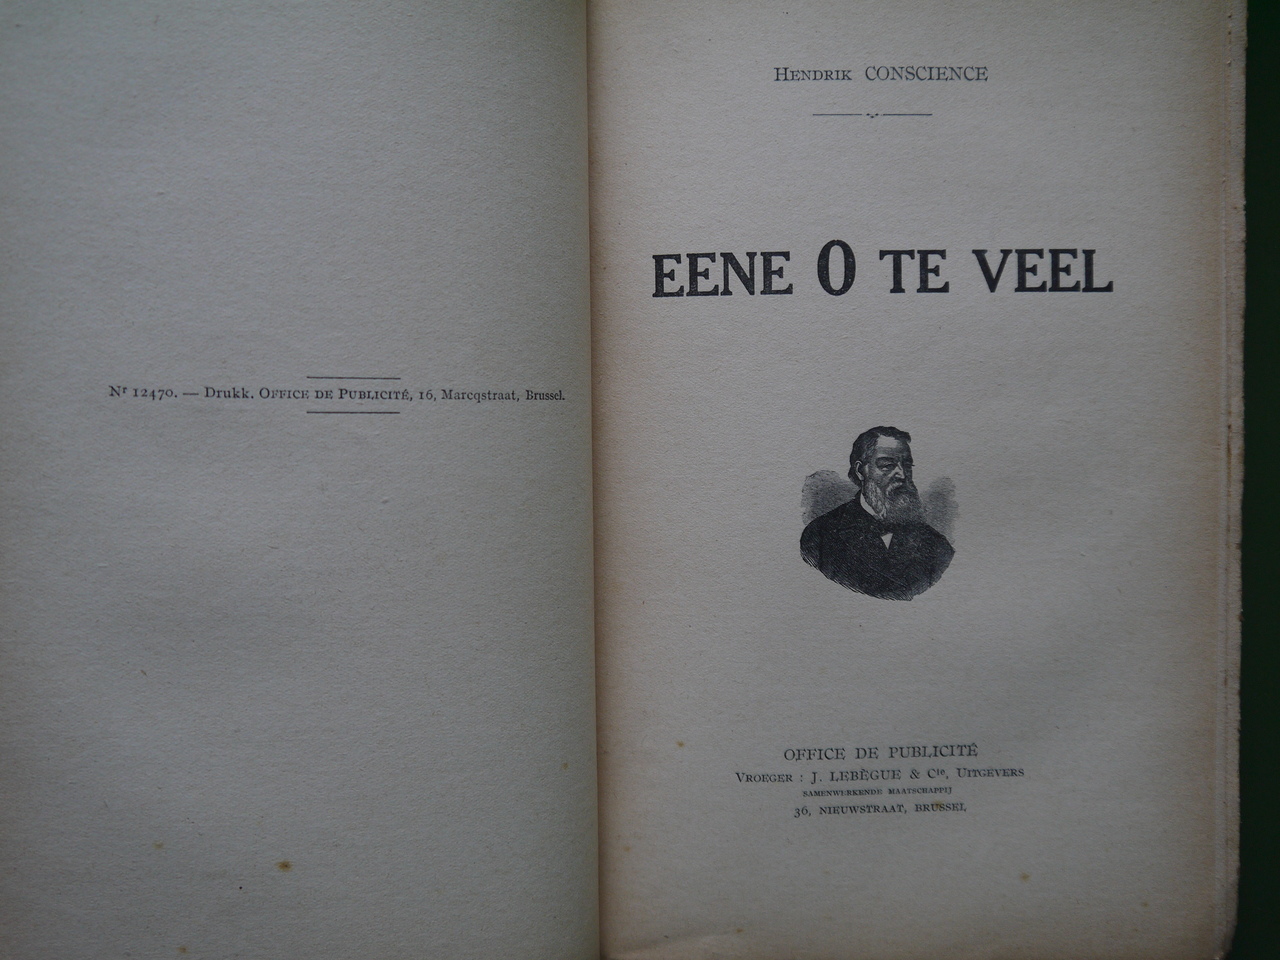 Nr 12470. — Drukk. Office de Publicité, 16, Marcqstraat, Brussel.
Hendrik CONSCIENCE
EENE O TE VEEL
OFFICE DE PUBLICITÉ
Vroeger : J. LEBÈGUE & Cie, Uitgevers
SAMENWERKENDE MAATSCHAPPIJ
36, NIEUWSTRAAT, BRUSSEL